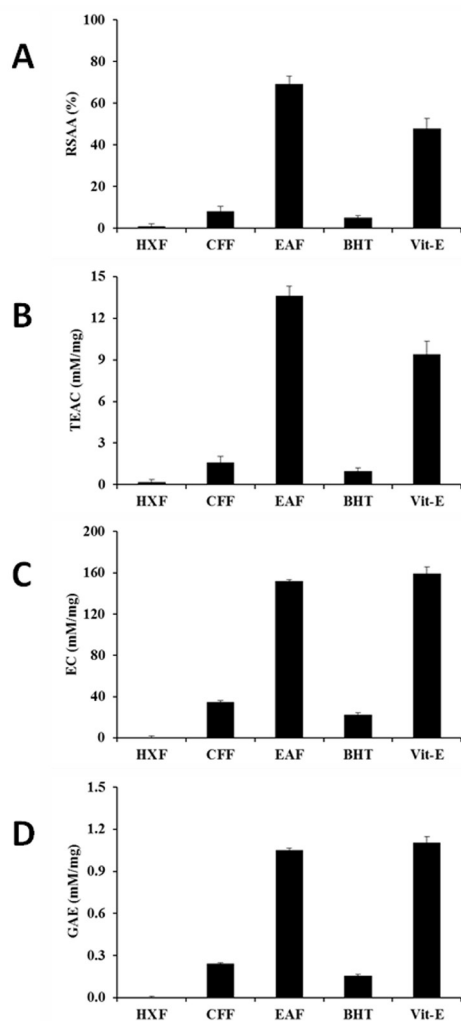 A
RSAA (%)
100
80
60
40
20
0
HXF CFF EAF BHT Vit-E
B
TEAC (mM/mg)
15
12
9
6
3
0
HXF CFF EAF BHT Vit-E
C
EC (mM/mg)
200
160
120
80
40
0
HXF CFF EAF BHT Vit-E
D
GAE (mM/mg)
1.5
1.2
0.9
0.6
0.3
0.0
HXF CFF EAF BHT Vit-E